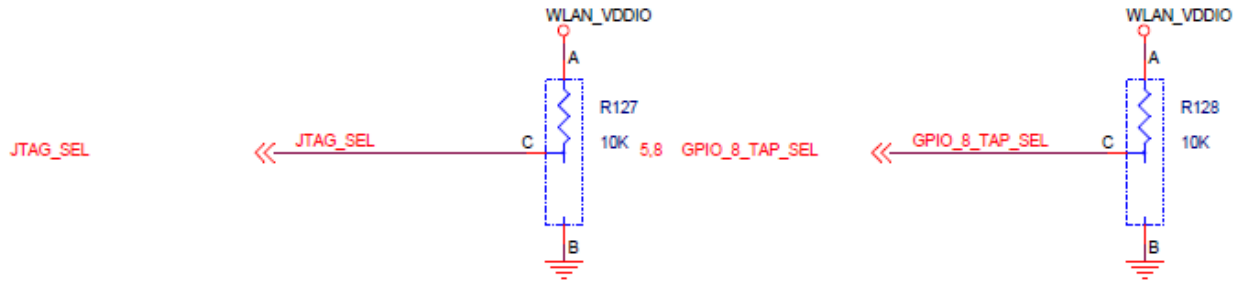 WLAN_VDDIO
A
R127
JTAG_SEL
JTAG_SEL
C
10K
B
WLAN_VDDIO
A
R128
5,8 GPIO_8_TAP_SEL
GPIO_8_TAP_SEL
C
10K
B